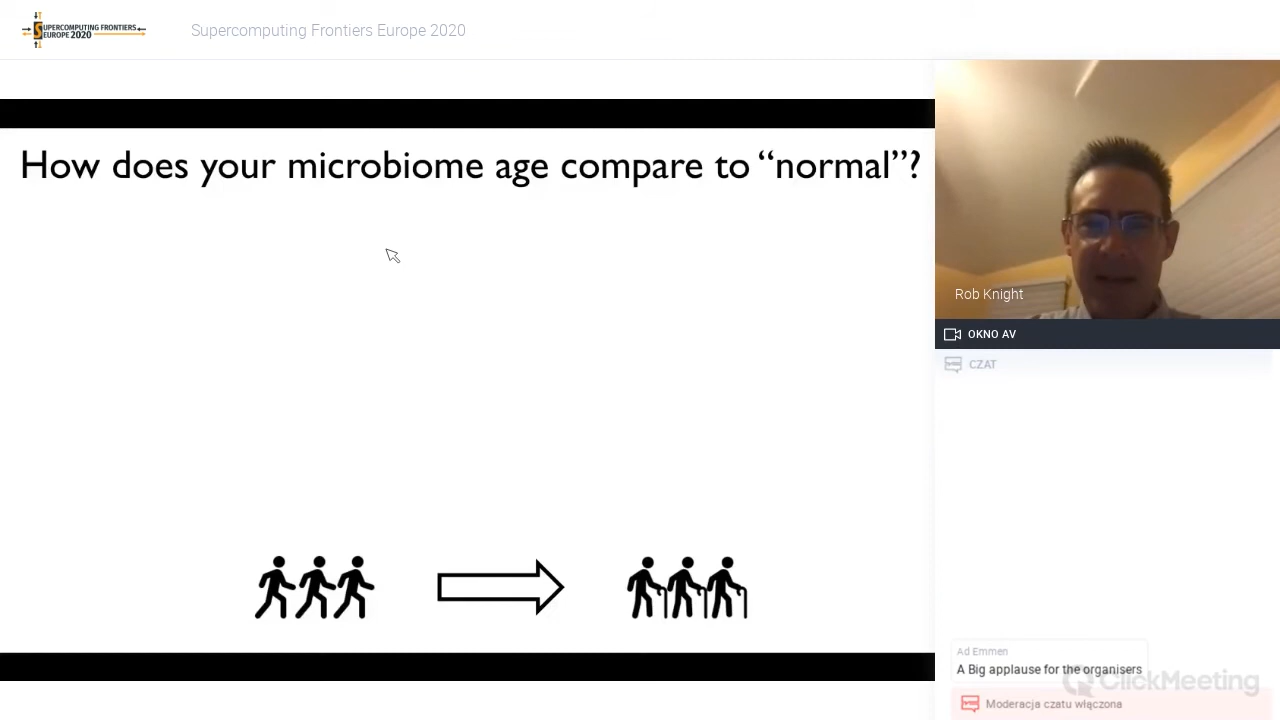 SUPERCOMPUTING FRONTIERS
EUROPE 2020
Supercomputing Frontiers Europe 2020
How does your microbiome age compare to “normal”?
Rob Knight
OKNO AV
CZAT
Ad Emmen
A Big applause for the organisers
ClickMeeting
Moderacja czatu włączona